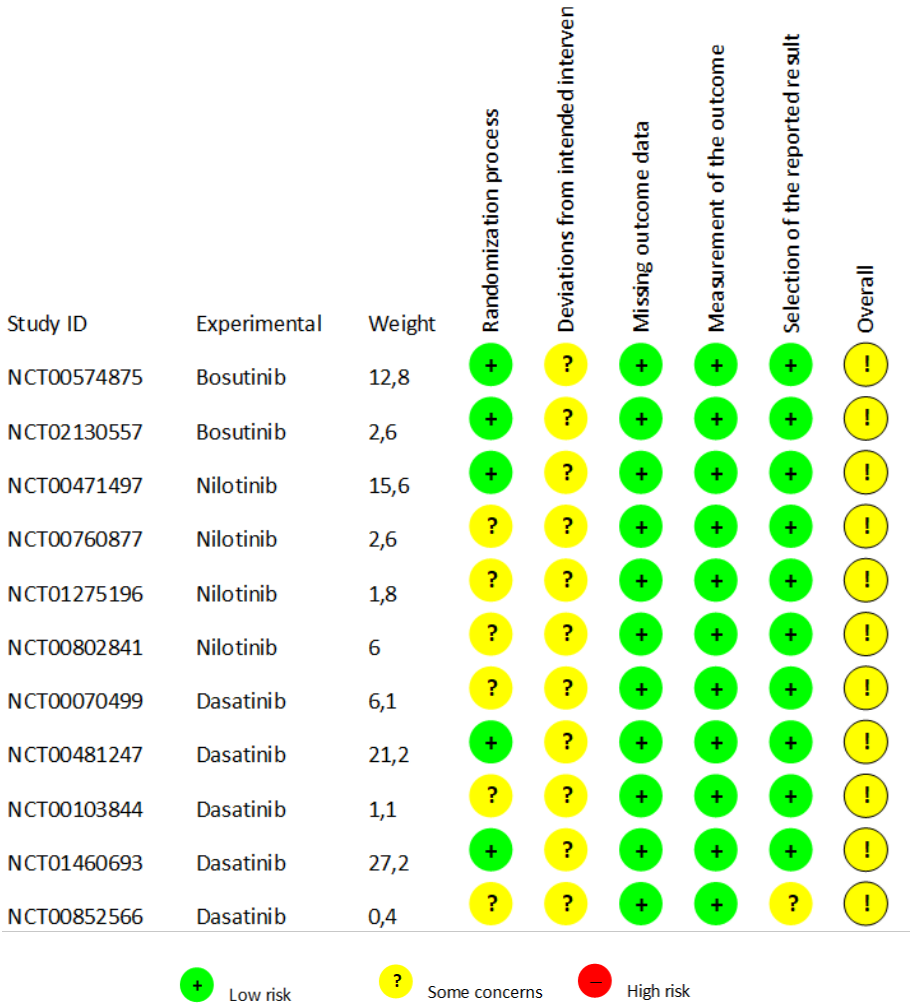 Randomization process
Deviations from intended interven
Missing outcome data
Measurement of the outcome
Selection of the reported result
Overall
Study ID Experimental Weight
NCT00574875 Bosutinib 12,8 + ? + + + !
NCT02130557 Bosutinib 2,6 + ? + + + !
NCT00471497 Nilotinib 15,6 + ? + + + !
NCT00760877 Nilotinib 2,6 ? ? + + + !
NCT01275196 Nilotinib 1,8 ? ? + + + !
NCT00802841 Nilotinib 6 ? ? + + + !
NCT00070499 Dasatinib 6,1 ? ? + + + !
NCT00481247 Dasatinib 21,2 + ? + + + !
NCT00103844 Dasatinib 1,1 ? ? + + + !
NCT01460693 Dasatinib 27,2 + ? + + + !
NCT00852566 Dasatinib 0,4 ? ? + + ? !
+ Low risk ? Some concerns − High risk